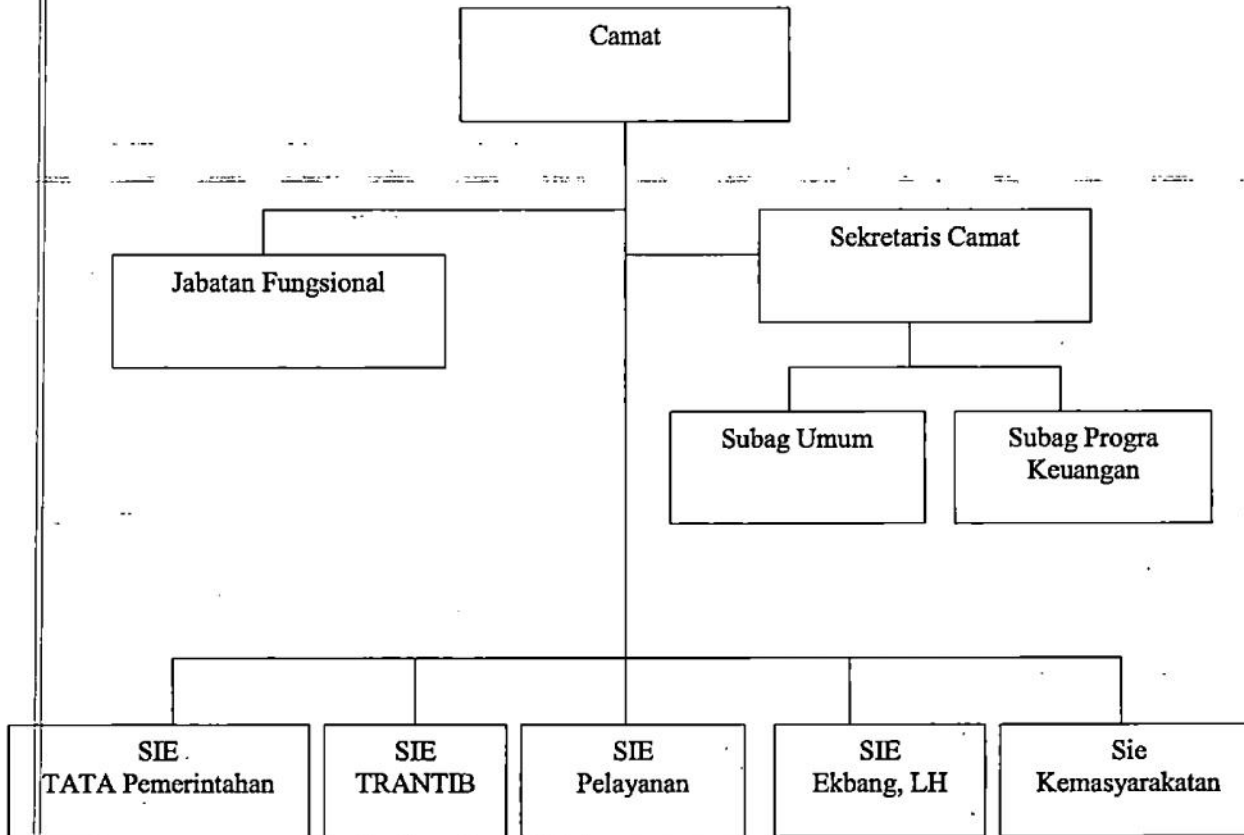 Camat
Sekretaris Camat
Jabatan Fungsional
Subag Umum
Subag Progra
Keuangan
SIE
TATA Pemerintahan
SIE
TRANTIB
SIE
Pelayanan
SIE
Ekbang, LH
Sie
Kemasyarakatan